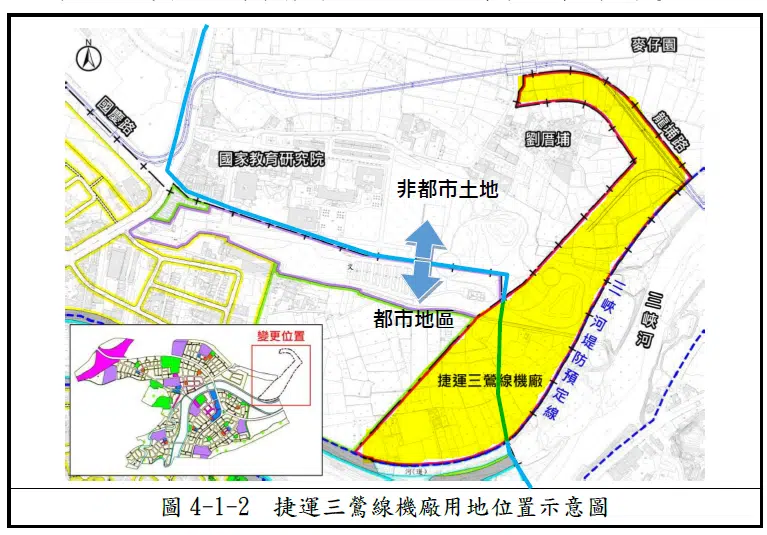 N
麥仔園
國慶路
龍埔路
劉厝埔
國家教育研究院
非都市土地
都市地區
三峽河
三峽河堤防預定線
變更位置
捷運三鶯線機廠
圖 4-1-2 捷運三鶯線機廠用地位置示意圖